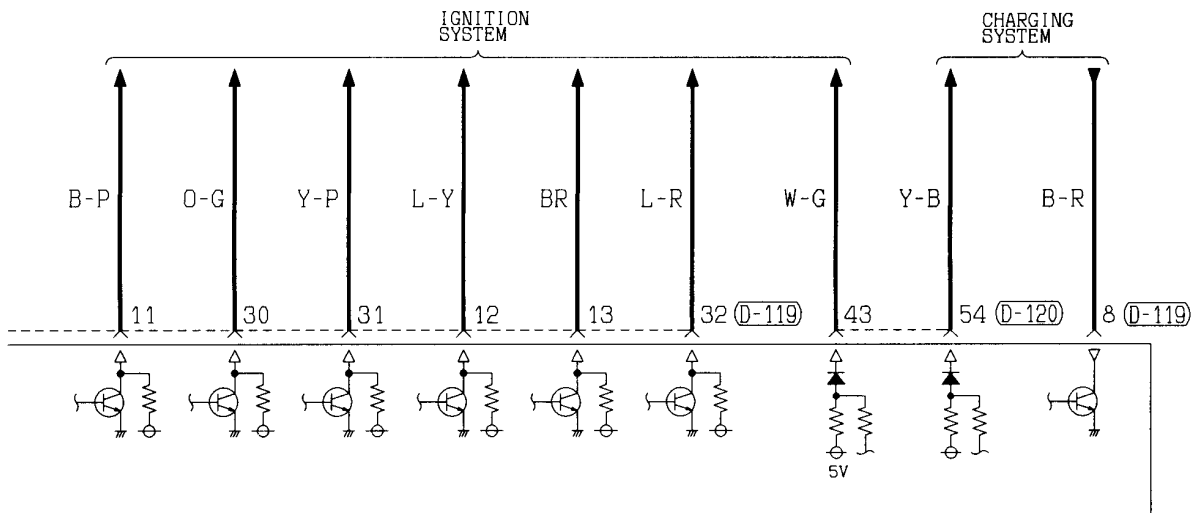 IGNITION
SYSTEM
CHARGING
SYSTEM
B-P
O-G
Y-P
L-Y
BR
L-R
W-G
Y-B
B-R
11
30
31
12
13
32 D-119
43
54 D-120
8 D-119
5V